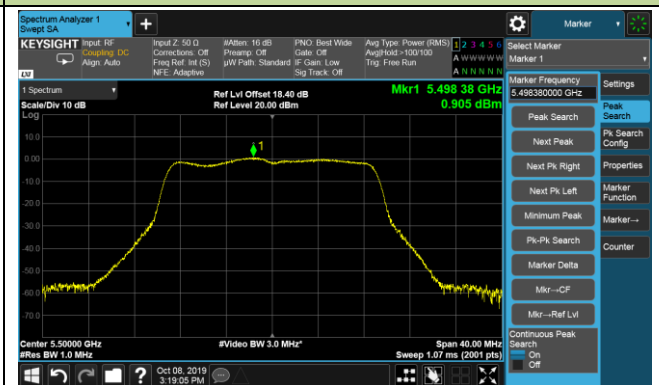 Spectrum Analyzer 1
Swept SA
Marker
KEYSIGHT
Input: RF
Coupling: DC
Align: Auto
Input Z: 50 Ω
Corrections: Off
Freq Ref: Int (S)
NFE: Adaptive
#Atten: 16 dB
Preamp: Off
µW Path: Standard
PNO: Best Wide
Gate: Off
IF Gain: Low
Sig Track: Off
Avg Type: Power (RMS)
Avg|Hold:>100/100
Trig: Free Run
1 2 3 4 5 6
A W W W W W
A N N N N N
Select Marker
Marker 1
1 Spectrum
Scale/Div 10 dB
Log
Ref Lvl Offset 18.40 dB
Ref Level 20.00 dBm
Mkr1 5.498 38 GHz
0.905 dBm
Marker Frequency
5.498380000 GHz
Settings
Peak Search
Peak
Search
Next Peak
Pk Search
Config
Next Pk Right
Properties
Next Pk Left
Marker
Function
Minimum Peak
Marker→
Pk-Pk Search
Counter
Marker Delta
Mkr→CF
Mkr→Ref Lvl
Continuous Peak
Search
On
Off
10.0
0.00
-10.0
-20.0
-30.0
-40.0
-50.0
-60.0
-70.0
1
Center 5.50000 GHz
#Res BW 1.0 MHz
#Video BW 3.0 MHz*
Span 40.00 MHz
Sweep 1.07 ms (2001 pts)
Oct 08, 2019
3:19:05 PM